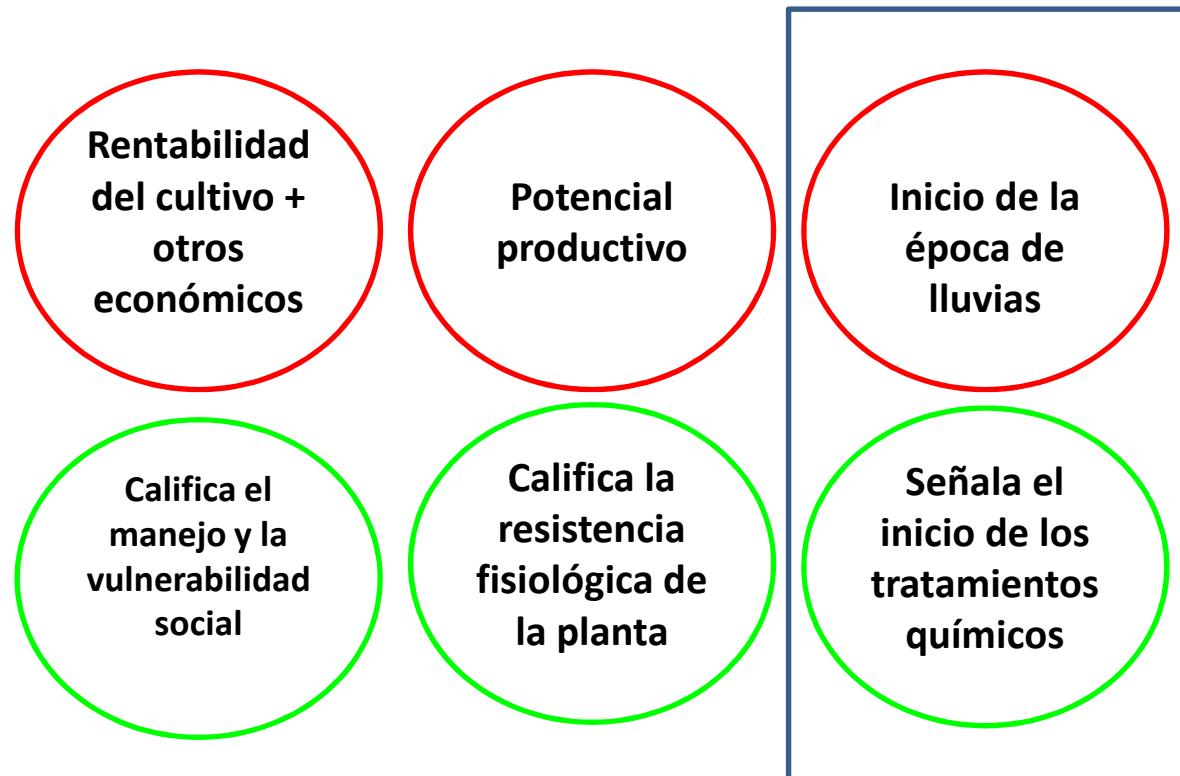 Rentabilidad
del cultivo +
otros
económicos
Potencial
productivo
Inicio de la
época de
lluvias
Califica el
manejo y la
vulnerabilidad
social
Califica la
resistencia
fisiológica de
la planta
Señala el
inicio de los
tratamientos
químicos